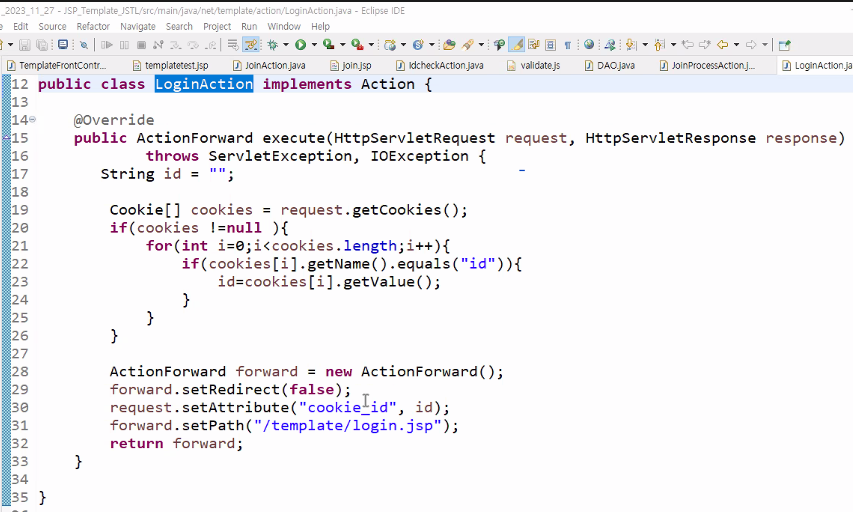 _2023_11_27 - JSP_Template_JSTL/src/main/java/net/template/action/LoginAction.java - Eclipse IDE
Edit Source Refactor Navigate Search Project Run Window Help
TemplateFrontContr... templatetest.jsp JoinAction.java join.jsp IdcheckAction.java validate.js DAO.java JoinProcessAction.j... LoginAction.ja
12 public class LoginAction implements Action {
13
14 @Override
15 public ActionForward execute(HttpServletRequest request, HttpServletResponse response)
16 throws ServletException, IOException {
17 String id = "";
18
19 Cookie[] cookies = request.getCookies();
20 if(cookies !=null ){
21 for(int i=0;i<cookies.length;i++){
22 if(cookies[i].getName().equals("id")){
23 id=cookies[i].getValue();
24 }
25 }
26 }
27
28 ActionForward forward = new ActionForward();
29 forward.setRedirect(false);
30 request.setAttribute("cookie_id", id);
31 forward.setPath("/template/login.jsp");
32 return forward;
33 }
34
35 }